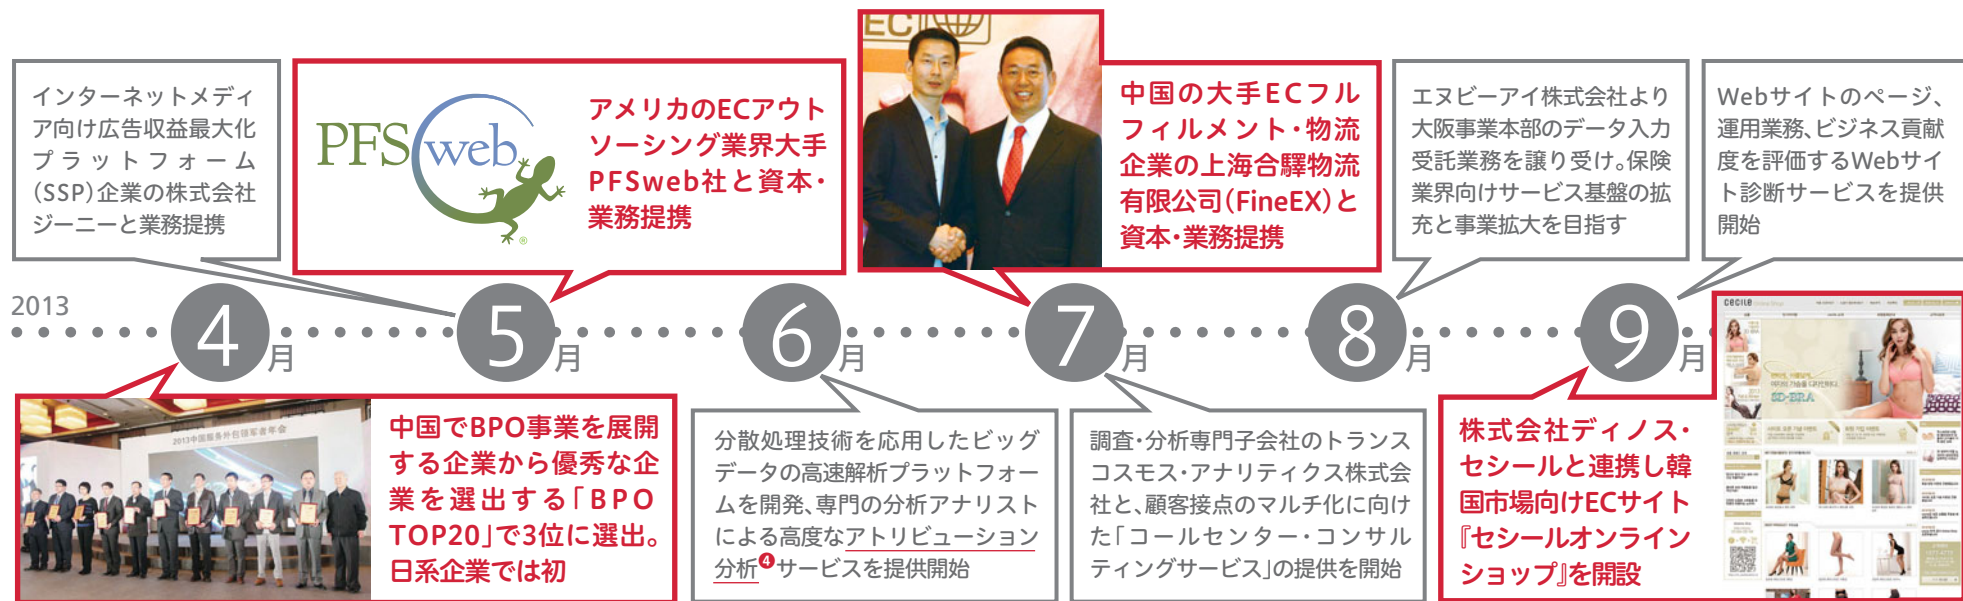 インターネットメディ
ア向け広告収益最大化
プラットフォーム
(SSP)企業の株式会社
ジーニーと業務提携
PFSweb
®
アメリカのECアウト
ソーシング業界大手
PFSweb社と資本・
業務提携
EC
中国の大手ECフル
フィルメント・物流
企業の上海合驛物流
有限公司(FineEX)と
資本・業務提携
エヌビーアイ株式会社より
大阪事業本部のデータ入力
受託業務を譲り受け。保険
業界向けサービス基盤の拡
充と事業拡大を目指す
Webサイトのページ、
運用業務、ビジネス貢献
度を評価するWebサイ
ト診断サービスを提供
開始
2013
4月
5月
6月
7月
8月
9月
2013中国服务外包领军者年会
中国でBPO事業を展開
する企業から優秀な企
業を選出する「BPO
TOP20」で3位に選出。
日系企業では初
分散処理技術を応用したビッグ
データの高速解析プラットフォー
ムを開発、専門の分析アナリスト
による高度なアトリビューション
分析❹サービスを提供開始
調査・分析専門子会社のトランス
コスモス・アナリティクス株式会
社と、顧客接点のマルチ化に向け
た「コールセンター・コンサル
ティングサービス」の提供を開始
株式会社ディノス・
セシールと連携し韓
国市場向けECサイト
『セシールオンライン
ショップ』を開設
cecile
3D-BRA